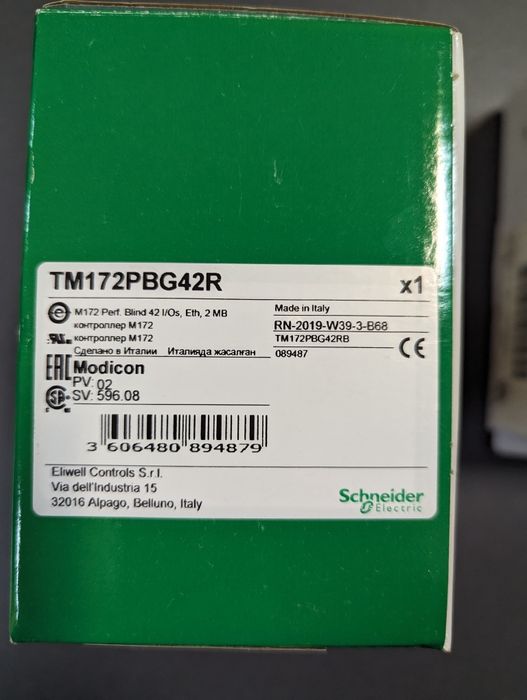 TM172PBG42R
x1
M172 Perf. Blind 42 I/Os, Eth, 2 MB
контроллер M172
контроллер M172
Сделано в Италии Италияда жасалған
Made in Italy
RN-2019-W39-3-B68
TM172PBG42RB
089487
CE
EAC
Modicon
PV: 02
SV: 596.08
3 606480 894879
Eliwell Controls S.r.l.
Via dell'Industria 15
32016 Alpago, Belluno, Italy
Schneider
Electric